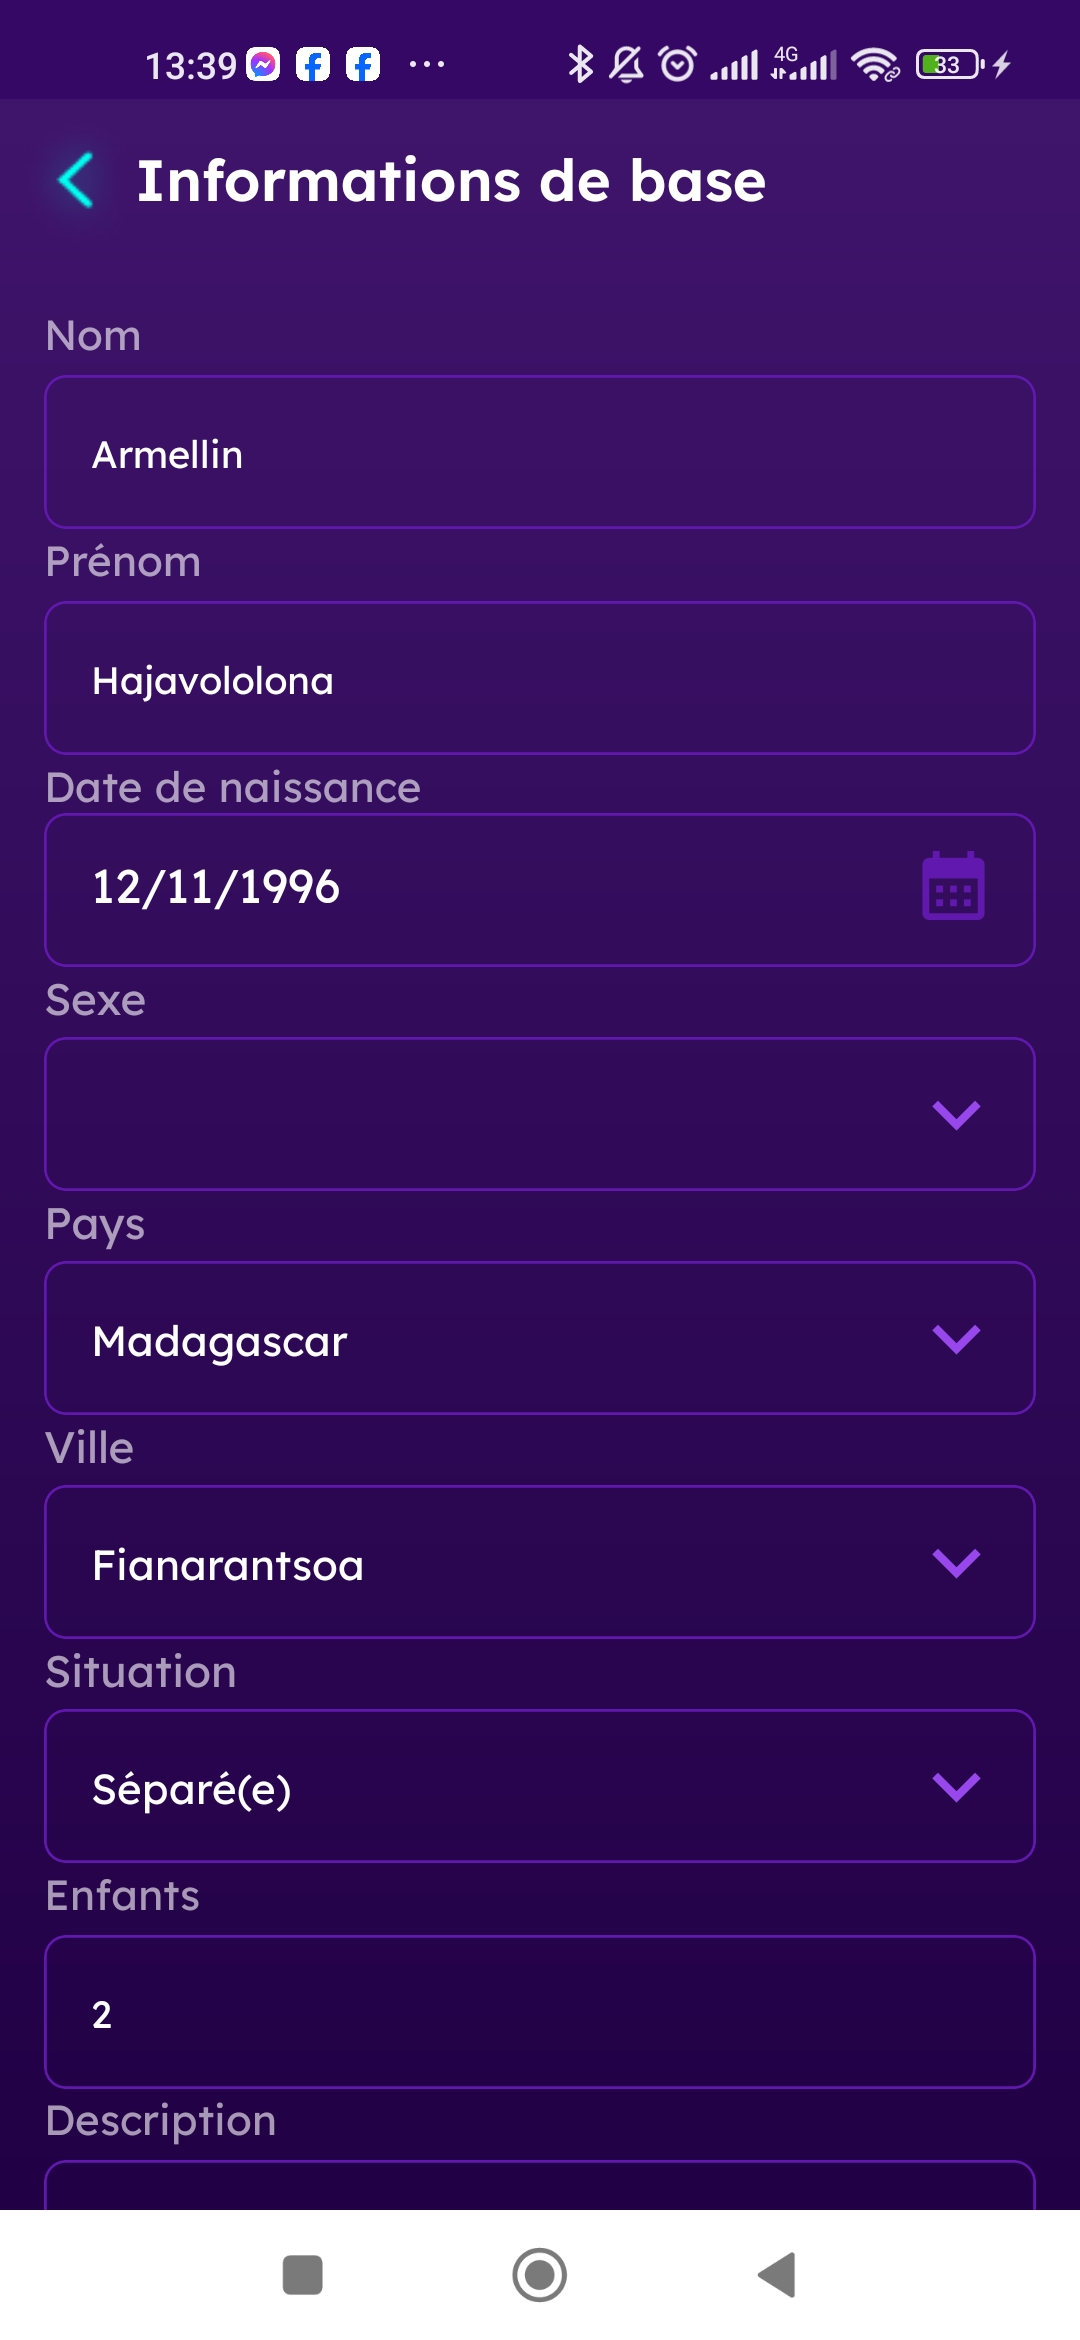 13:39 ... 4G 33
Informations de base
Nom
Armellin
Prénom
Hajavololona
Date de naissance
12/11/1996
Sexe
Pays
Madagascar
Ville
Fianarantsoa
Situation
Séparé(e)
Enfants
2
Description